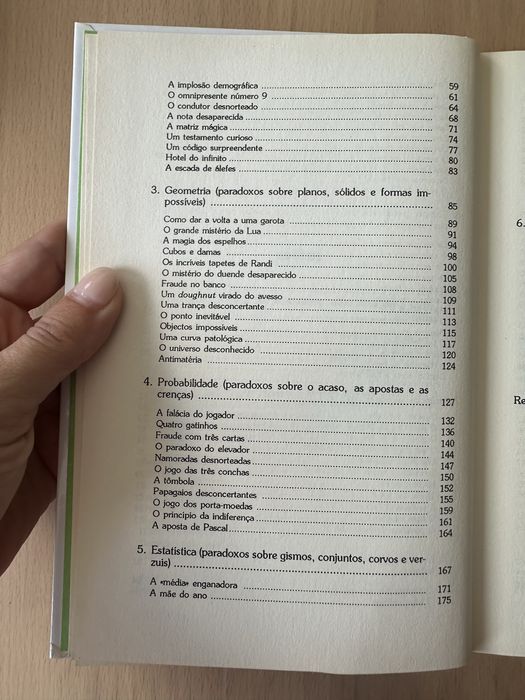 A implosão demográfica ........ 59
O omnipresente número 9 ........ 61
O condutor desnorteado ........ 64
A nota desaparecida ........ 68
A matriz mágica ........ 71
Um testamento curioso ........ 74
Um código surpreendente ........ 77
Hotel do infinito ........ 80
A escada de álefes ........ 83
3. Geometria (paradoxos sobre planos, sólidos e formas im-
possíveis) ........ 85
Como dar a volta a uma garota ........ 89
O grande mistério da Lua ........ 91
A magia dos espelhos ........ 94
Cubos e damas ........ 98
Os incríveis tapetes de Randi ........ 100
O mistério do duende desaparecido ........ 105
Fraude no banco ........ 108
Um doughnut virado do avesso ........ 109
Uma trança desconcertante ........ 111
O ponto inevitável ........ 113
Objectos impossíveis ........ 115
Uma curva patológica ........ 117
O universo desconhecido ........ 120
Antimatéria ........ 124
4. Probabilidade (paradoxos sobre o acaso, as apostas e as
crenças) ........ 127
A falácia do jogador ........ 132
Quatro gatinhos ........ 136
Fraude com três cartas ........ 140
O paradoxo do elevador ........ 144
Namoradas desnorteadas ........ 147
O jogo das três conchas ........ 150
A tômbola ........ 152
Papagaios desconcertantes ........ 155
O jogo dos porta-moedas ........ 159
O princípio da indiferença ........ 161
A aposta de Pascal ........ 164
5. Estatística (paradoxos sobre gismos, conjuntos, corvos e ver-
zuis) ........ 167
A «média» enganadora ........ 171
A mãe do ano ........ 175
6.
Re